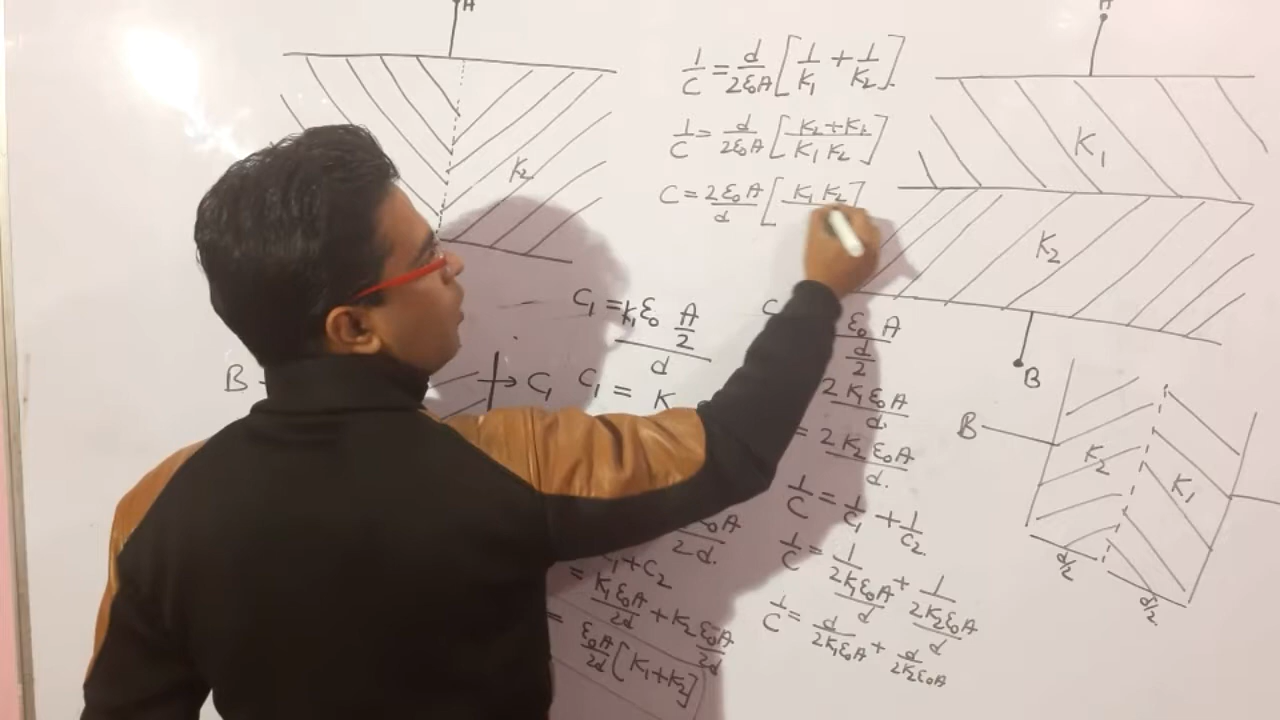 A
K₂
B
→ C₁
C₁ = K₁ε₀ A/2 / d
C₁ = K
ε₀A / 2d.
₁ + C₂
= K₁ε₀A/2d + K₂ε₀A/2d
= ε₀A/2d [K₁+K₂]
1/C = d/2ε₀A [1/K₁ + 1/K₂].
1/C = d/2ε₀A [K₂+K₁ / K₁K₂]
C = 2ε₀A/d [K₁K₂ /
C
ε₀A / d/2
2K₁ε₀A / d.
= 2K₂ε₀A / d.
1/C = 1/C₁ + 1/C₂.
1/C = 1 / 2K₁ε₀A/d + 1 / 2K₂ε₀A/d
1/C = d/2K₁ε₀A + d/2K₂ε₀A
A
K₁
K₂
B
B
K₂
K₁
d/2
d/2